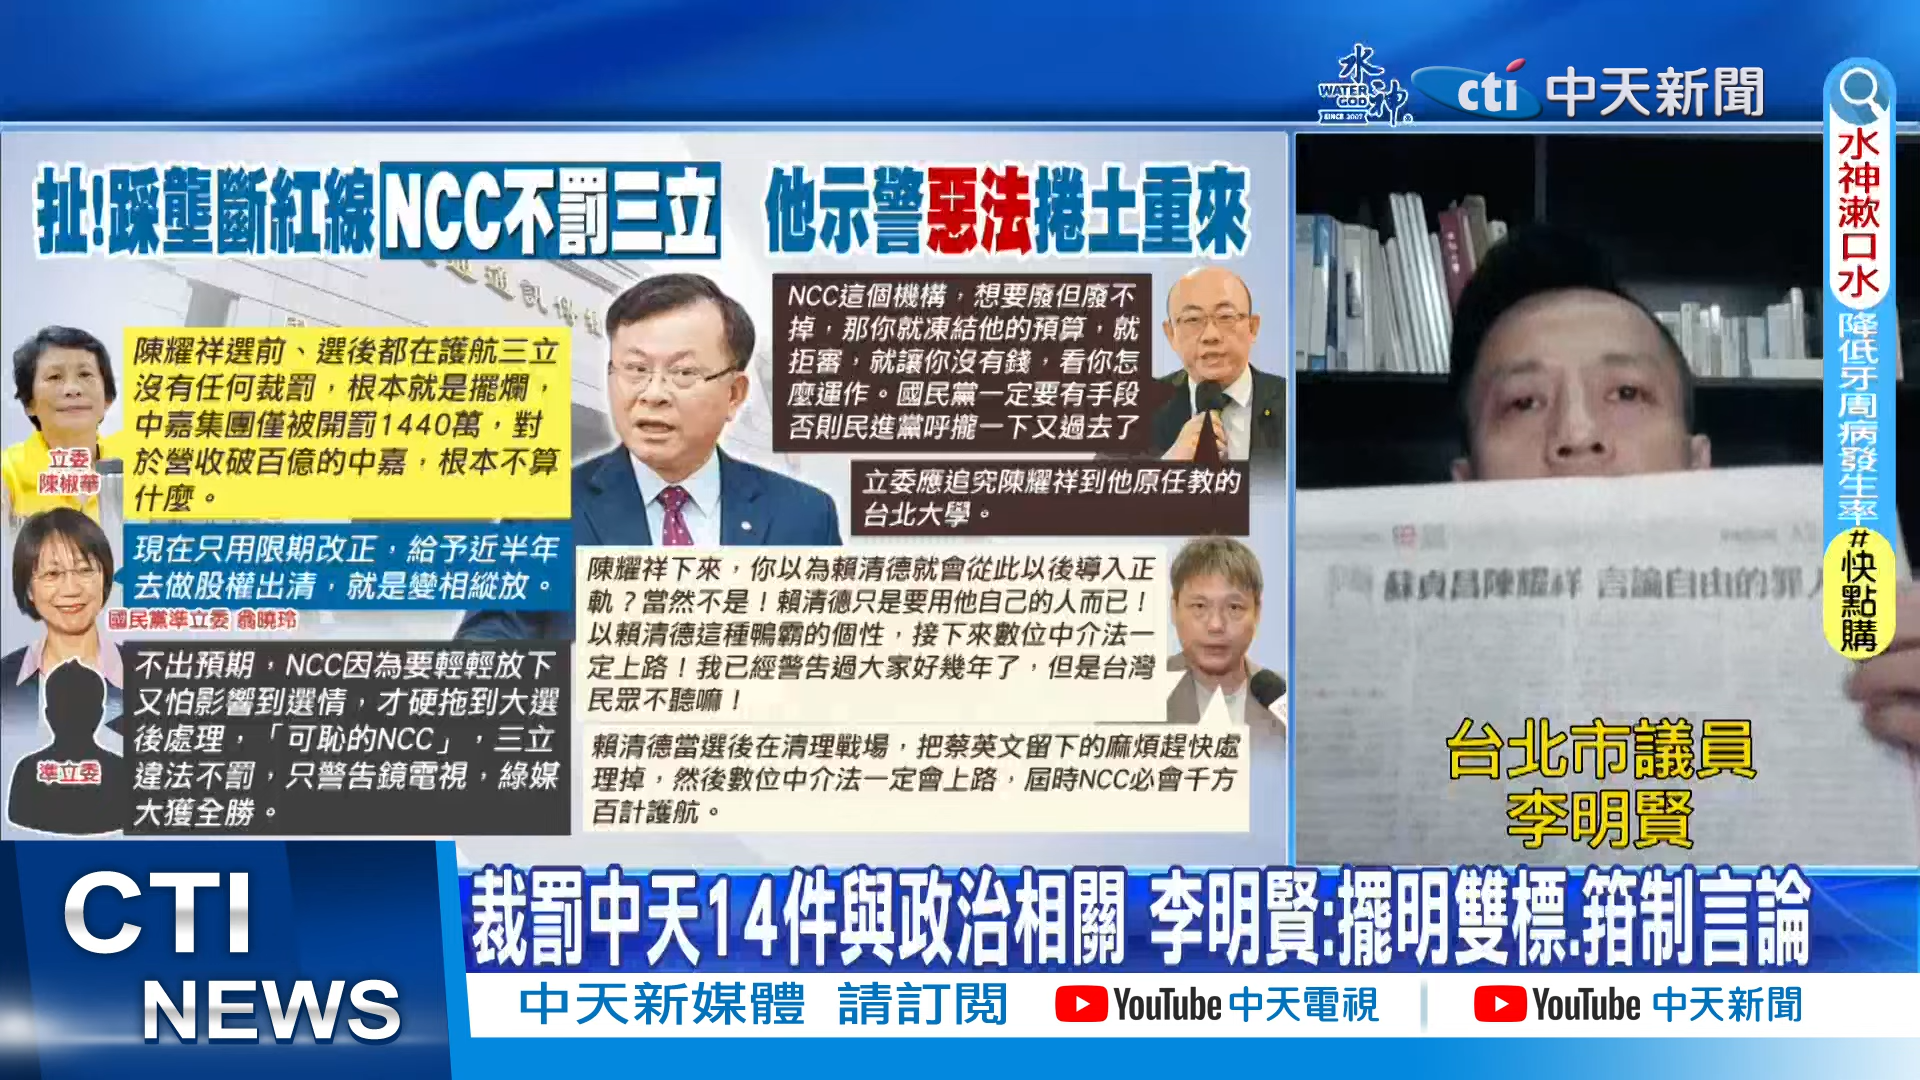 水神
WATER GOD
SINCE 2007
cti 中天新聞
扯!踩壟斷紅線NCC不罰三立 他示警惡法捲土重來
陳耀祥選前、選後都在護航三立
沒有任何裁罰，根本就是擺爛，
中嘉集團僅被開罰1440萬，對
於營收破百億的中嘉，根本不算
什麼。
立委
陳椒華
現在只用限期改正，給予近半年
去做股權出清，就是變相縱放。
國民黨準立委 翁曉玲
不出預期，NCC因為要輕輕放下
又怕影響到選情，才硬拖到大選
後處理，「可恥的NCC」，三立
違法不罰，只警告鏡電視，綠媒
大獲全勝。
準立委
NCC這個機構，想要廢但廢不
掉，那你就凍結他的預算，就
拒審，就讓你沒有錢，看你怎
麼運作。國民黨一定要有手段
否則民進黨呼攏一下又過去了
立委應追究陳耀祥到他原任教的
台北大學。
陳耀祥下來，你以為賴清德就會從此以後導入正
軌？當然不是！賴清德只是要用他自己的人而已！
以賴清德這種鴨霸的個性，接下來數位中介法一
定上路！我已經警告過大家好幾年了，但是台灣
民眾不聽嘛！
賴清德當選後在清理戰場，把蔡英文留下的麻煩趕快處
理掉，然後數位中介法一定會上路，屆時NCC必會千方
百計護航。
蘇貞昌陳耀祥 言論自由的罪人
台北市議員
李明賢
水神漱口水
降低牙周病發生率
#快點購
裁罰中天14件與政治相關 李明賢:擺明雙標.箝制言論
CTI
NEWS
中天新媒體 請訂閱 YouTube 中天電視 | YouTube 中天新聞